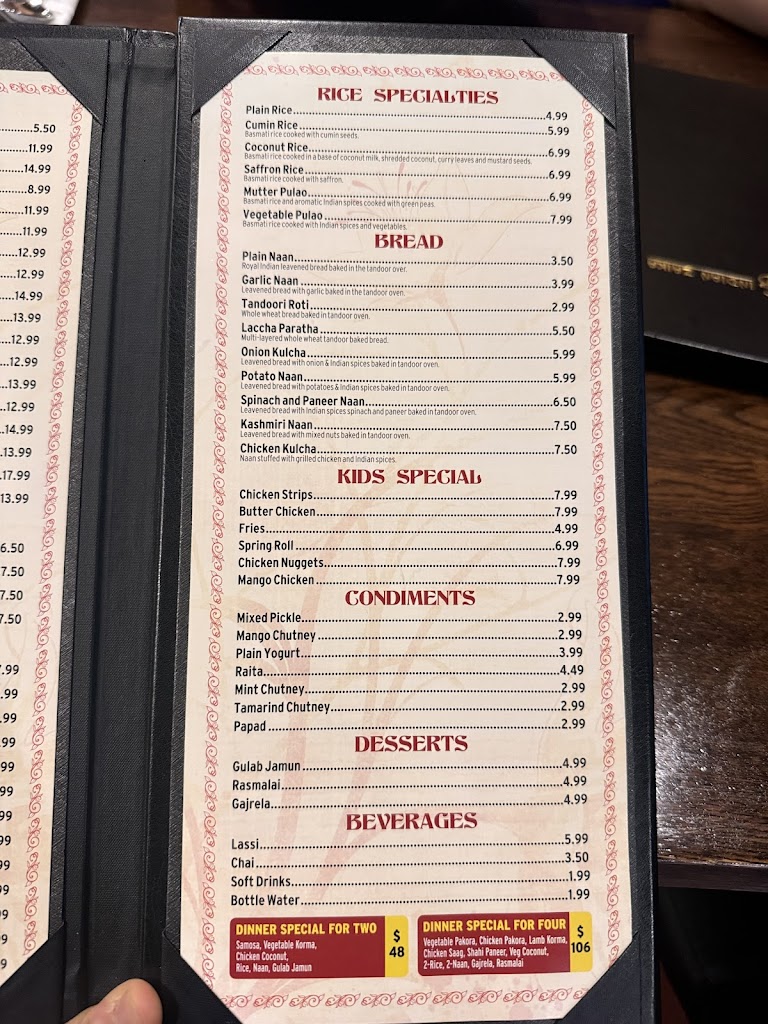 .....5.50
.....11.99
.....14.99
.....8.99
.....11.99
.....11.99
.....12.99
.....12.99
.....14.99
.....13.99
.....12.99
.....12.99
.....13.99
.....12.99
.....14.99
.....13.99
.....17.99
13.99
6.50
7.50
7.50
7.50
RICE SPECIALTIES
Plain Rice.....4.99
Cumin Rice.....5.99
Basmati rice cooked with cumin seeds.
Coconut Rice.....6.99
Basmati rice cooked in a base of coconut milk, shredded coconut, curry leaves and mustard seeds.
Saffron Rice.....6.99
Basmati rice cooked with saffron.
Mutter Pulao.....6.99
Basmati rice and aromatic Indian spices cooked with green peas.
Vegetable Pulao.....7.99
Basmati rice cooked with Indian spices and vegetables.
BREAD
Plain Naan.....3.50
Royal Indian leavened bread baked in the tandoor over.
Garlic Naan.....3.99
Leavened bread with garlic baked in the tandoor oven.
Tandoori Roti.....2.99
Whole wheat bread baked in tandoor oven.
Laccha Paratha.....5.50
Multi-layered whole wheat tandoor baked bread.
Onion Kulcha.....5.99
Leavened bread with onion & Indian spices baked in tandoor oven.
Potato Naan.....5.99
Leavened bread with potatoes & Indian spices baked in tandoor oven.
Spinach and Paneer Naan.....6.50
Leavened bread with Indian spices spinach and paneer baked in tandoor oven.
Kashmiri Naan.....7.50
Leavened bread with mixed nuts baked in tandoor oven.
Chicken Kulcha.....7.50
Naan stuffed with grilled chicken and Indian spices.
KIDS SPECIAL
Chicken Strips.....7.99
Butter Chicken.....7.99
Fries.....4.99
Spring Roll.....6.99
Chicken Nuggets.....7.99
Mango Chicken.....7.99
CONDIMENTS
Mixed Pickle.....2.99
Mango Chutney.....2.99
Plain Yogurt.....3.99
Raita.....4.49
Mint Chutney.....2.99
Tamarind Chutney.....2.99
Papad.....2.99
DESSERTS
Gulab Jamun.....4.99
Rasmalai.....4.99
Gajrela.....4.99
BEVERAGES
Lassi.....5.99
Chai.....3.50
Soft Drinks.....1.99
Bottle Water.....1.99
DINNER SPECIAL FOR TWO
Samosa, Vegetable Korma,
Chicken Coconut,
Rice, Naan, Gulab Jamun
$
48
DINNER SPECIAL FOR FOUR
Vegetable Pakora, Chicken Pakora, Lamb Korma,
Chicken Saag, Shahi Paneer, Veg Coconut,
2-Rice, 2-Naan, Gajrela, Rasmalai
$
106